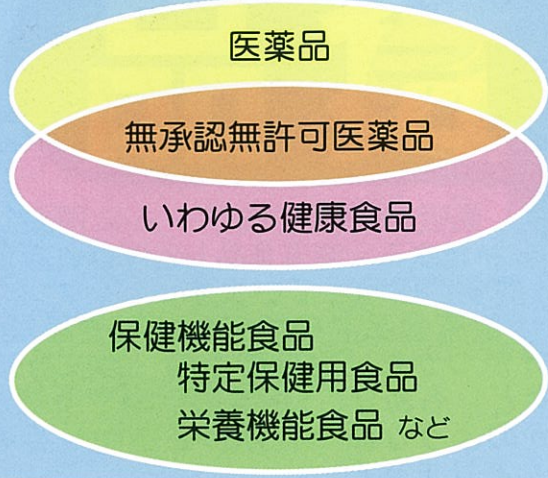 医薬品
無承認無許可医薬品
いわゆる健康食品
保健機能食品
特定保健用食品
栄養機能食品 など